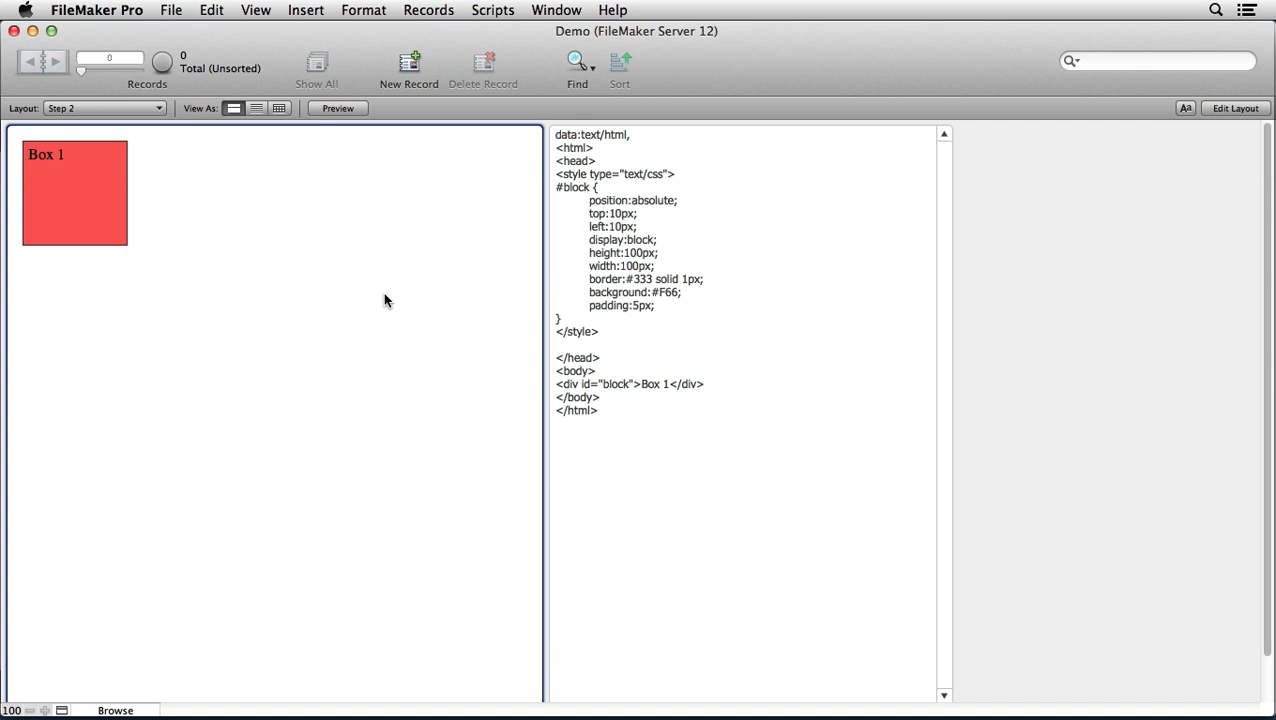 FileMaker Pro File Edit View Insert Format Records Scripts Window Help
Demo (FileMaker Server 12)
0
0
Total (Unsorted)
Records
Show All
New Record
Delete Record
Find
Sort
Layout: Step 2
View As:
Preview
Aa
Edit Layout
Box 1
data:text/html,
<html>
<head>
<style type="text/css">
#block {
position:absolute;
top:10px;
left:10px;
display:block;
height:100px;
width:100px;
border:#333 solid 1px;
background:#F66;
padding:5px;
}
</style>
</head>
<body>
<div id="block">Box 1</div>
</body>
</html>
100
Browse